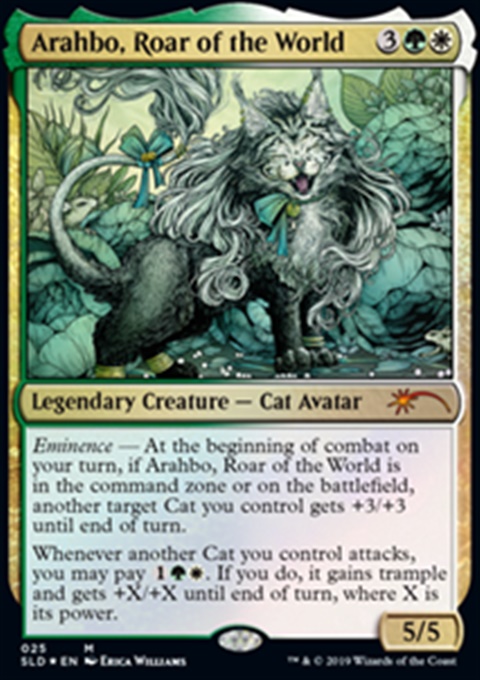 Arahbo, Roar of the World 3
Legendary Creature — Cat Avatar
Eminence — At the beginning of combat on
your turn, if Arahbo, Roar of the World is
in the command zone or on the battlefield,
another target Cat you control gets +3/+3
until end of turn.
Whenever another Cat you control attacks,
you may pay 1. If you do, it gains trample
and gets +X/+X until end of turn, where X is
its power.
5/5
025 M
SLD ★ EN Erica Williams
™ & © 2019 Wizards of the Coast